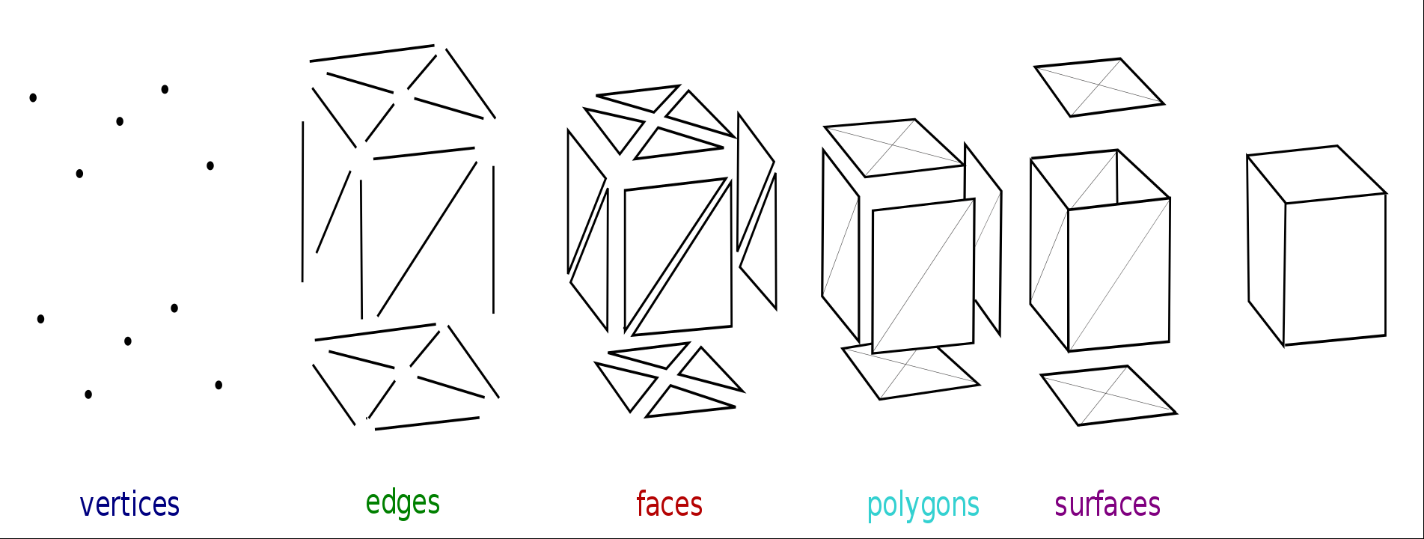 vertices
edges
faces
polygons
surfaces